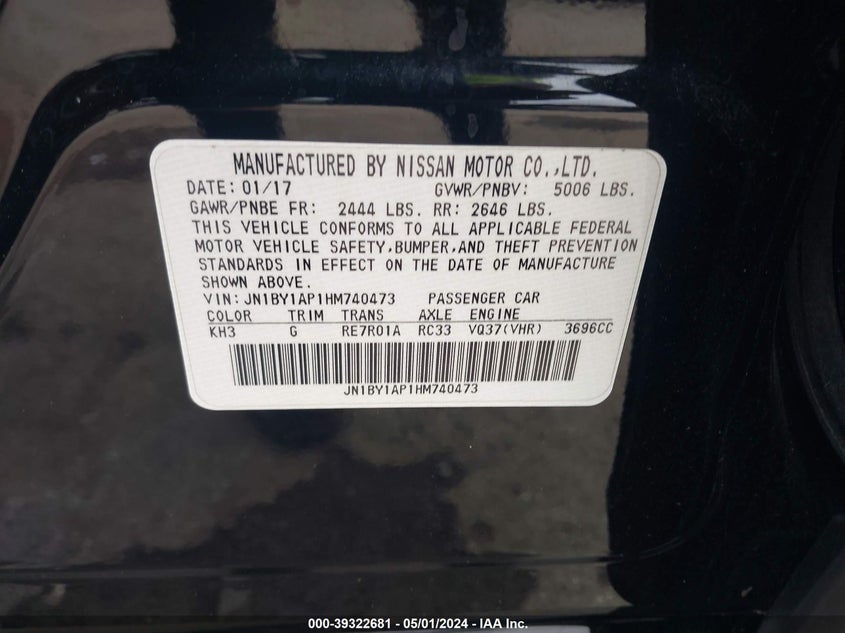 MANUFACTURED BY NISSAN MOTOR CO.,LTD.
DATE: 01/17 GVWR/PNBV: 5006 LBS.
GAWR/PNBE FR: 2444 LBS. RR: 2646 LBS.
THIS VEHICLE CONFORMS TO ALL APPLICABLE FEDERAL
MOTOR VEHICLE SAFETY,BUMPER,AND THEFT PREVENTION
STANDARDS IN EFFECT ON THE DATE OF MANUFACTURE
SHOWN ABOVE.
VIN: JN1BY1AP1HM740473 PASSENGER CAR
COLOR TRIM TRANS AXLE ENGINE
KH3 G RE7R01A RC33 VQ37(VHR) 3696CC
JN1BY1AP1HM740473
000-39322681 - 05/01/2024 - IAA Inc.